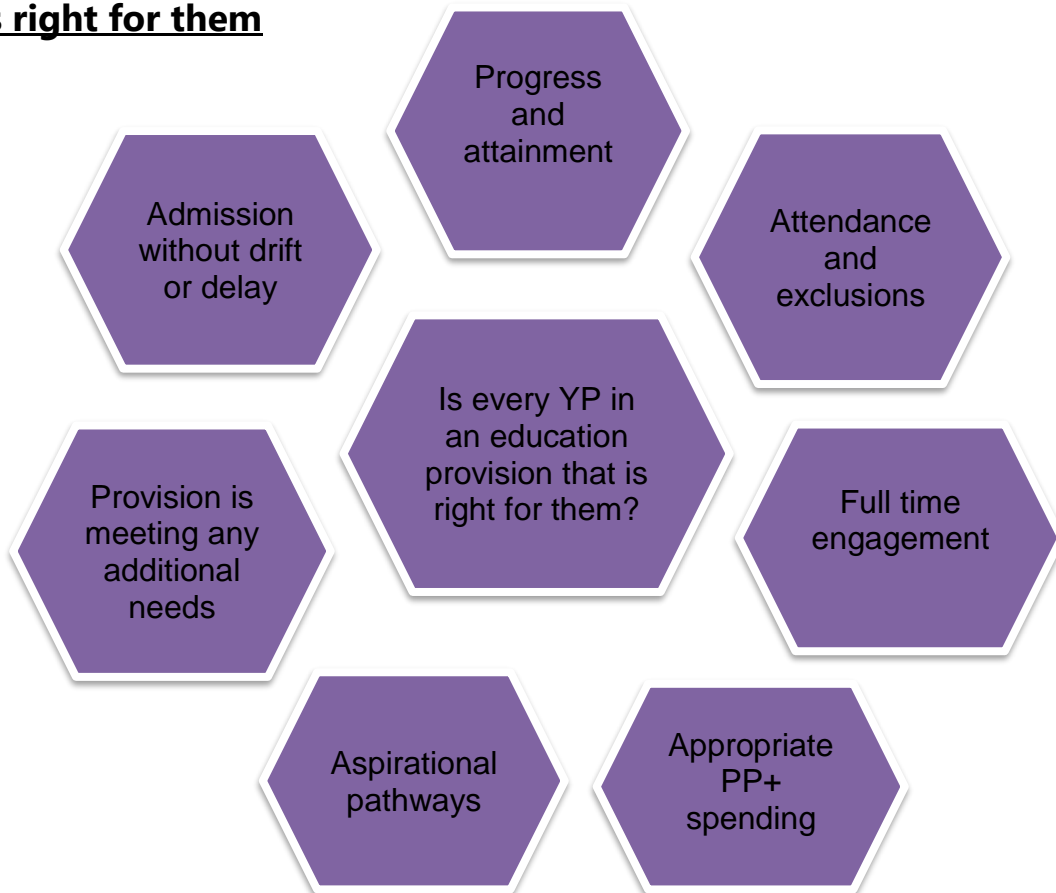 right for them
Progress
and
attainment
Admission
without drift
or delay
Attendance
and
exclusions
Is every YP in
an education
provision that is
right for them?
Provision is
meeting any
additional
needs
Full time
engagement
Aspirational
pathways
Appropriate
PP+
spending